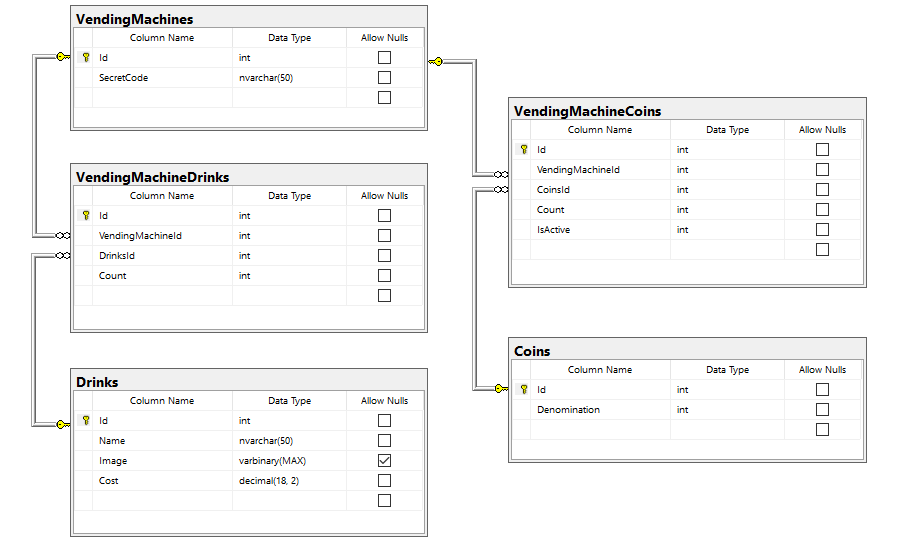 VendingMachines
Column Name Data Type Allow Nulls
Id int
SecretCode nvarchar(50)
VendingMachineDrinks
Column Name Data Type Allow Nulls
Id int
VendingMachineId int
DrinksId int
Count int
Drinks
Column Name Data Type Allow Nulls
Id int
Name nvarchar(50)
Image varbinary(MAX)
Cost decimal(18, 2)
VendingMachineCoins
Column Name Data Type Allow Nulls
Id int
VendingMachineId int
CoinsId int
Count int
IsActive int
Coins
Column Name Data Type Allow Nulls
Id int
Denomination int